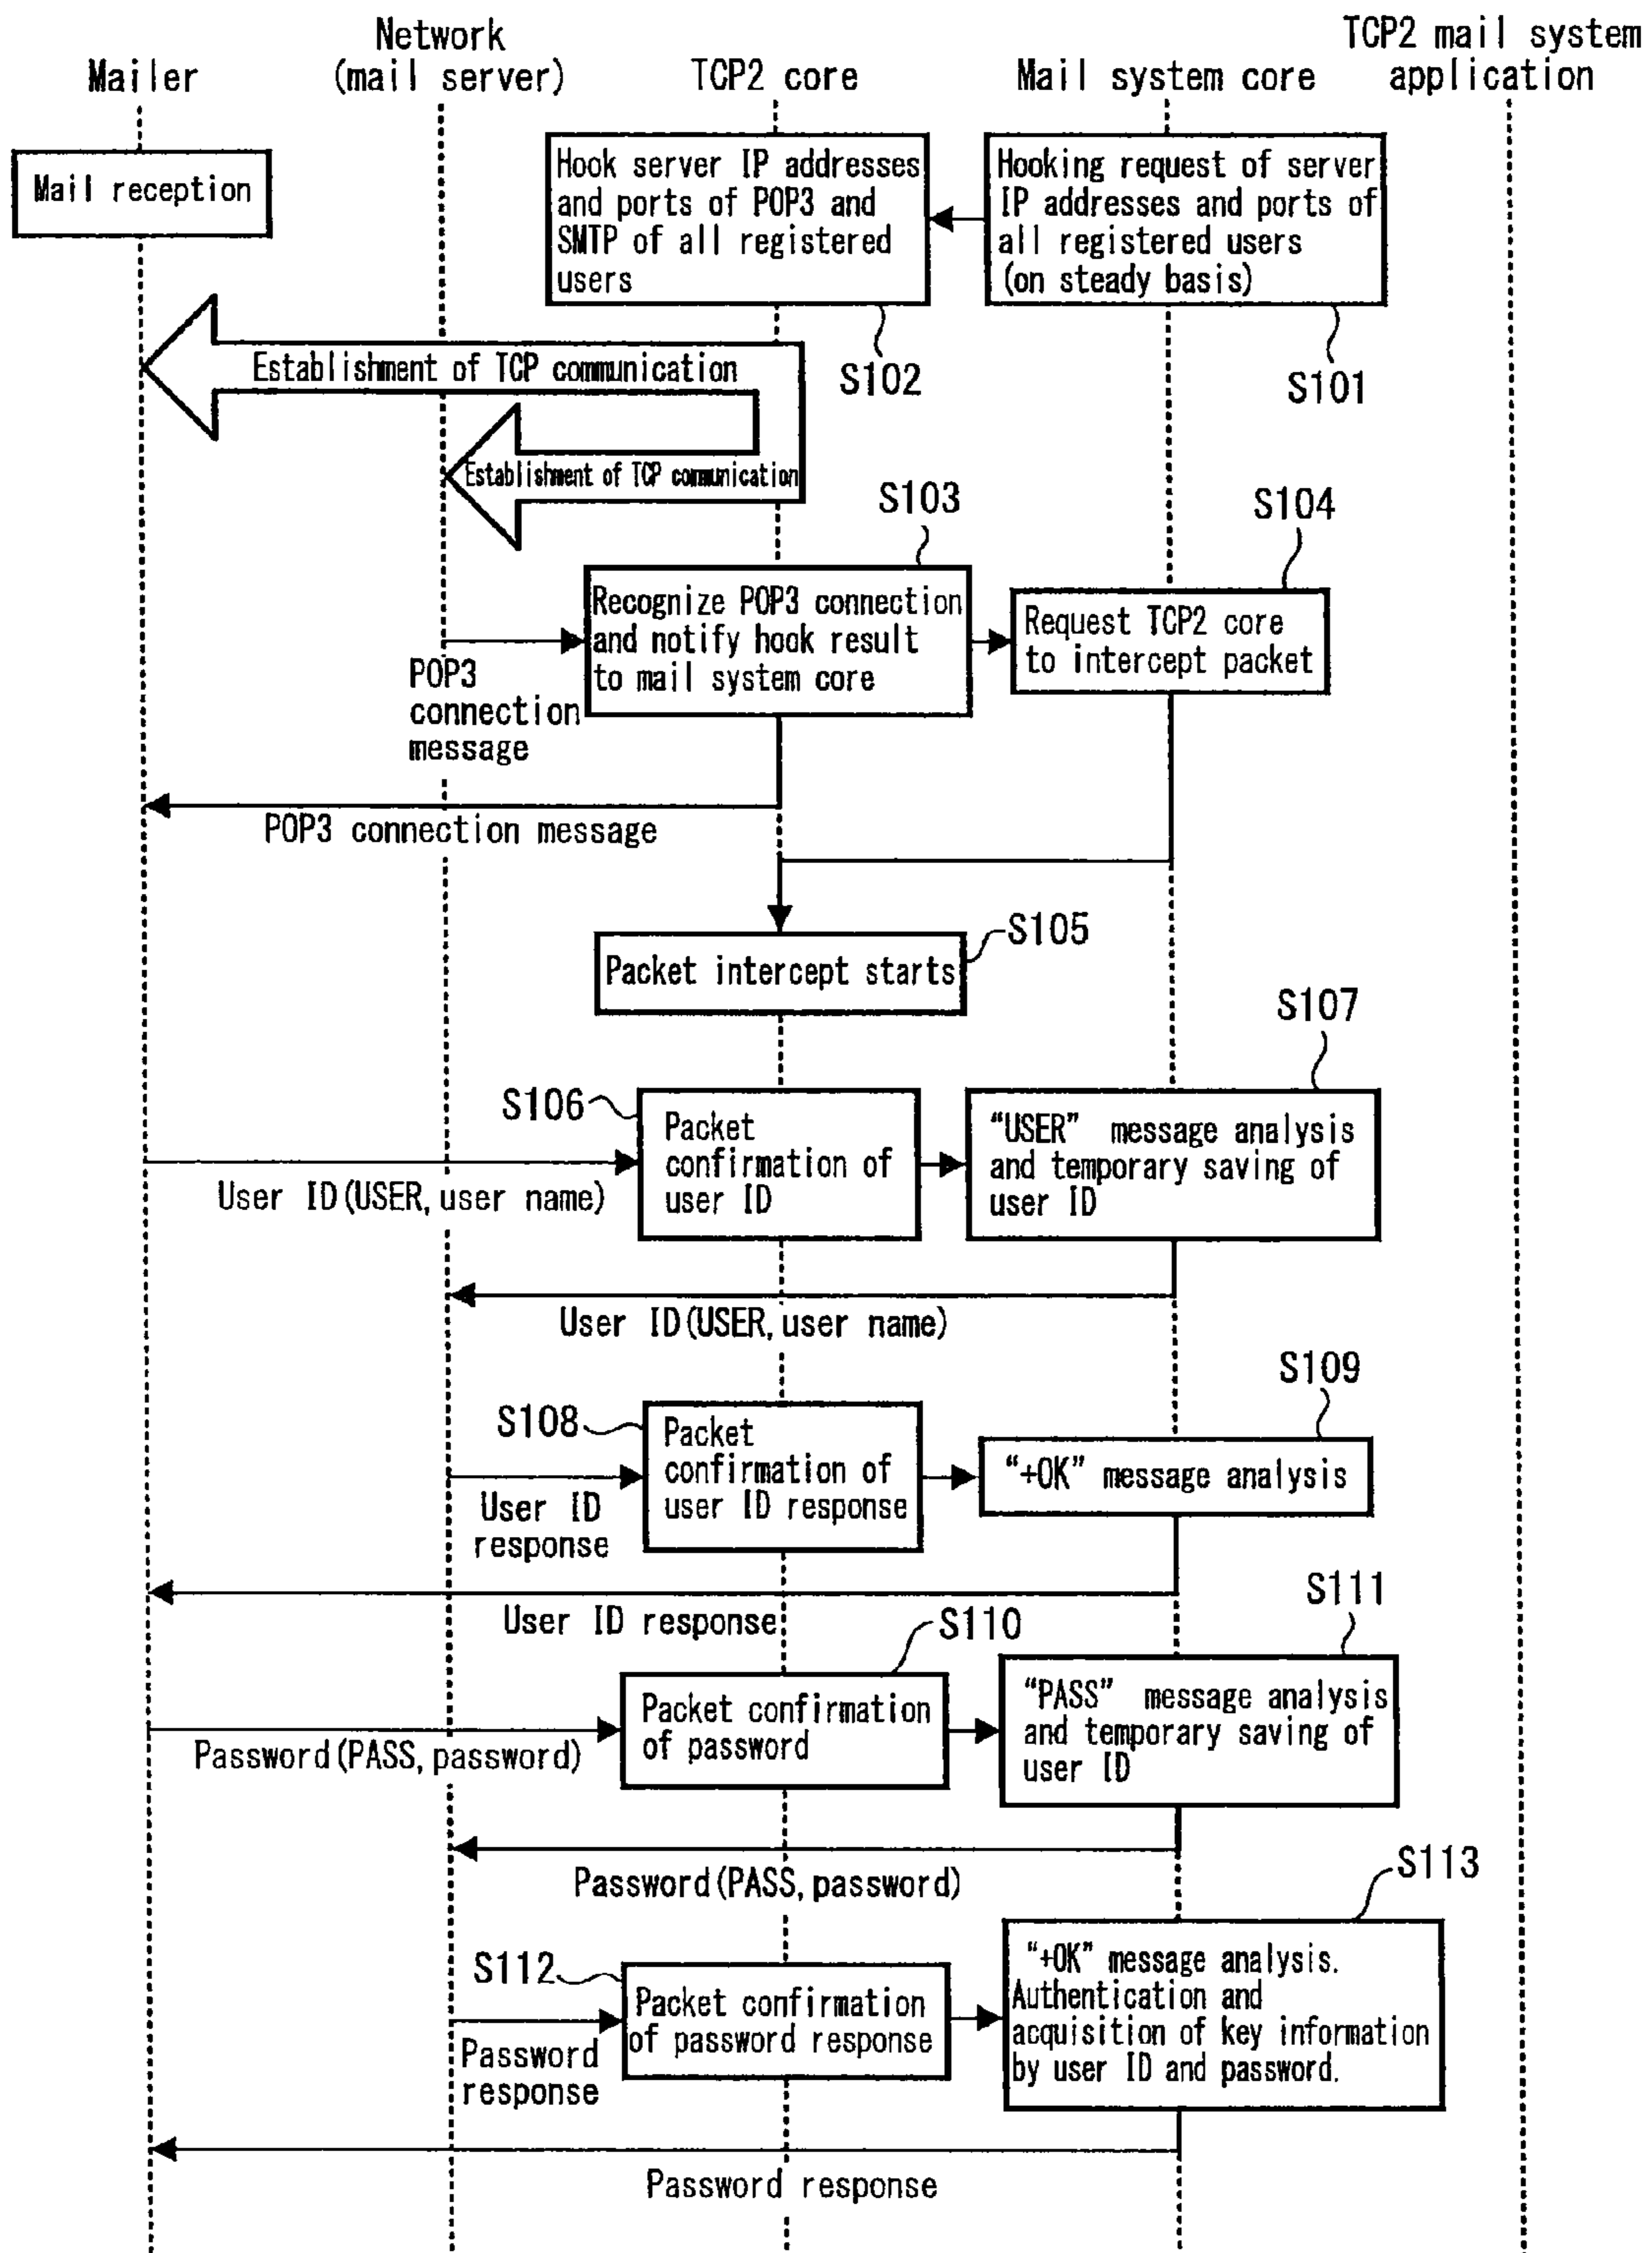 Mailer
Network
(mail server)
TCP2 core
Mail system core
TCP2 mail system
application
Mail reception
Hook server IP addresses
and ports of POP3 and
SMTP of all registered
users
Hooking request of server
IP addresses and ports of
all registered users
(on steady basis)
S102
S101
Establishment of TCP communication
Establishment of TCP communication
S103
S104
Recognize POP3 connection
and notify hook result
to mail system core
Request TCP2 core
to intercept packet
POP3
connection
message
POP3 connection message
S105
Packet intercept starts
S107
S106
Packet
confirmation of
user ID
“USER” message analysis
and temporary saving of
user ID
User ID(USER, user name)
User ID(USER, user name)
S109
S108
Packet
confirmation of
user ID response
“+OK” message analysis
User ID
response
User ID response
S110
S111
Packet confirmation
of password
“PASS” message analysis
and temporary saving of
user ID
Password(PASS, password)
Password(PASS, password)
S113
S112
Packet confirmation
of password response
“+OK” message analysis.
Authentication and
acquisition of key information
by user ID and password.
Password
response
Password response